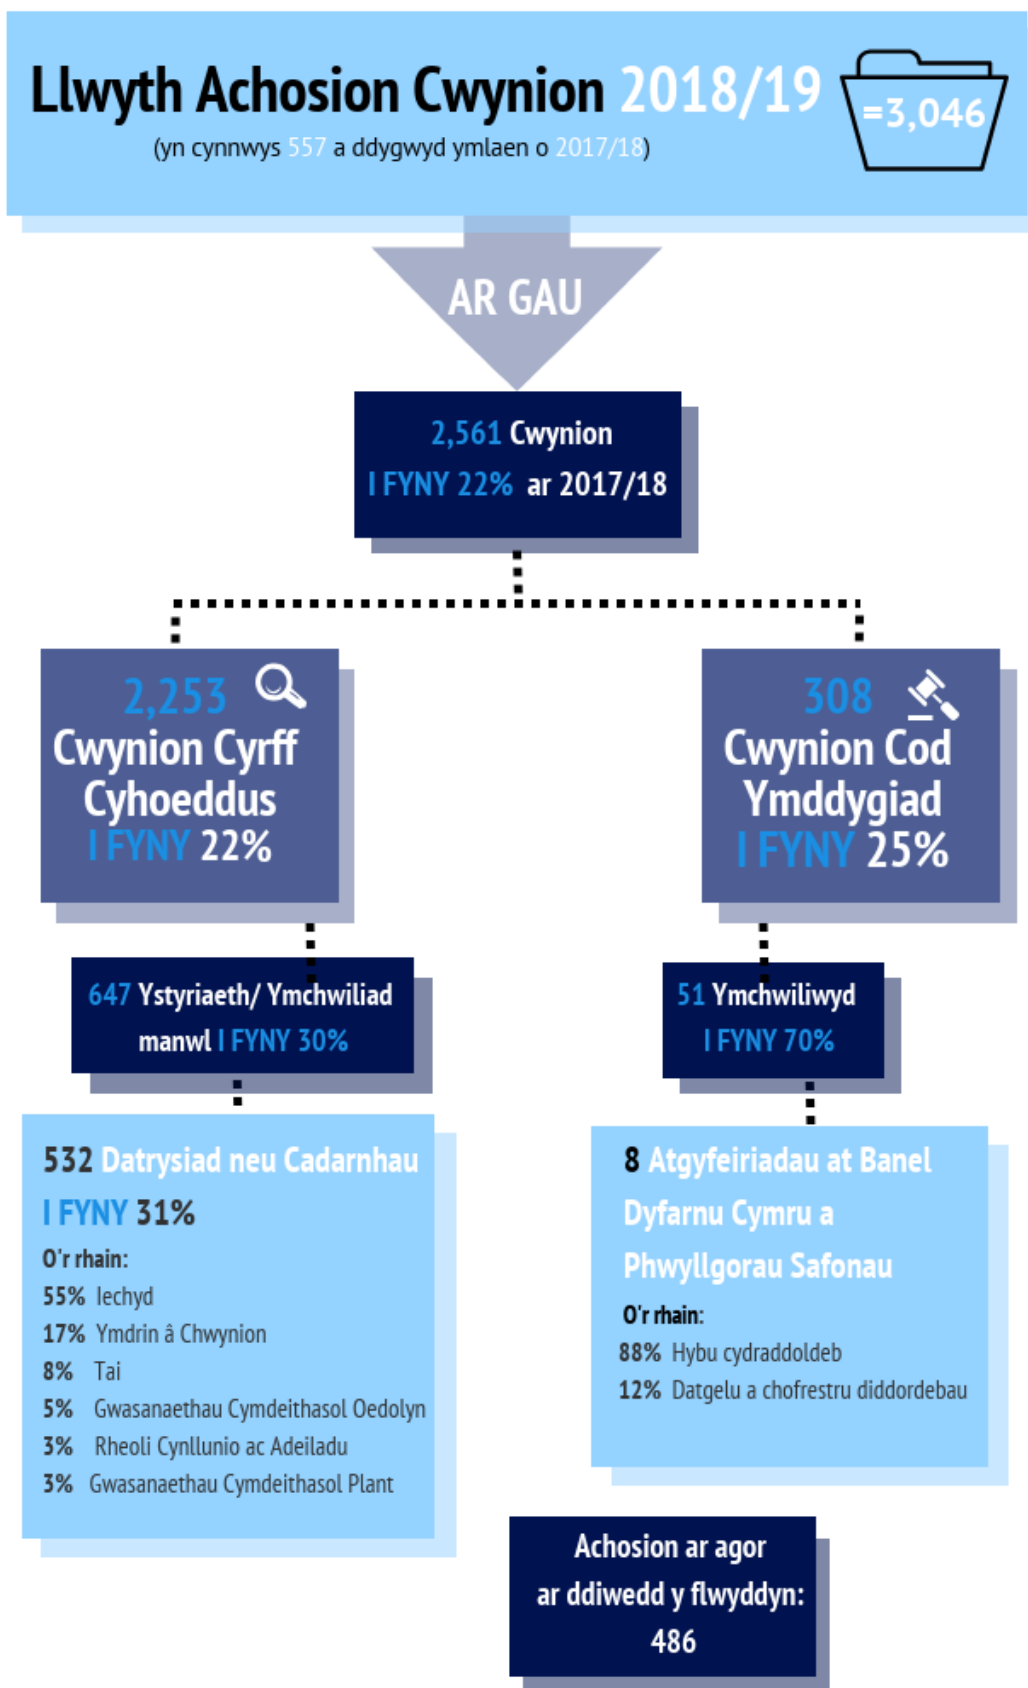 Llwyth Achosion Cwynion 2018/19
=3,046
(yn cynnwys 557 a ddygwyd ymlaen o 2017/18)
AR GAU
2,561 Cwynion
I FYNY 22% ar 2017/18
2,253
Cwynion Cyrff
Cyhoeddus
I FYNY 22%
647 Ystyriaeth/ Ymchwiliad
manwl I FYNY 30%
532 Datrysiad neu Cadarnhau
I FYNY 31%
O'r rhain:
55% Iechyd
17% Ymdrin â Chwynion
8% Tai
5% Gwasanaethau Cymdeithasol Oedolyn
3% Rheoli Cynllunio ac Adeiladu
3% Gwasanaethau Cymdeithasol Plant
308
Cwynion Cod
Ymddygiad
I FYNY 25%
51 Ymchwiliwyd
I FYNY 70%
8 Atgyfeiriadau at Banel
Dyfarnu Cymru a
Phwyllgorau Safonau
O'r rhain:
88% Hybu cydraddoldeb
12% Datgelu a chofrestru diddordebau
Achosion ar agor
ar ddiwedd y flwyddyn:
486